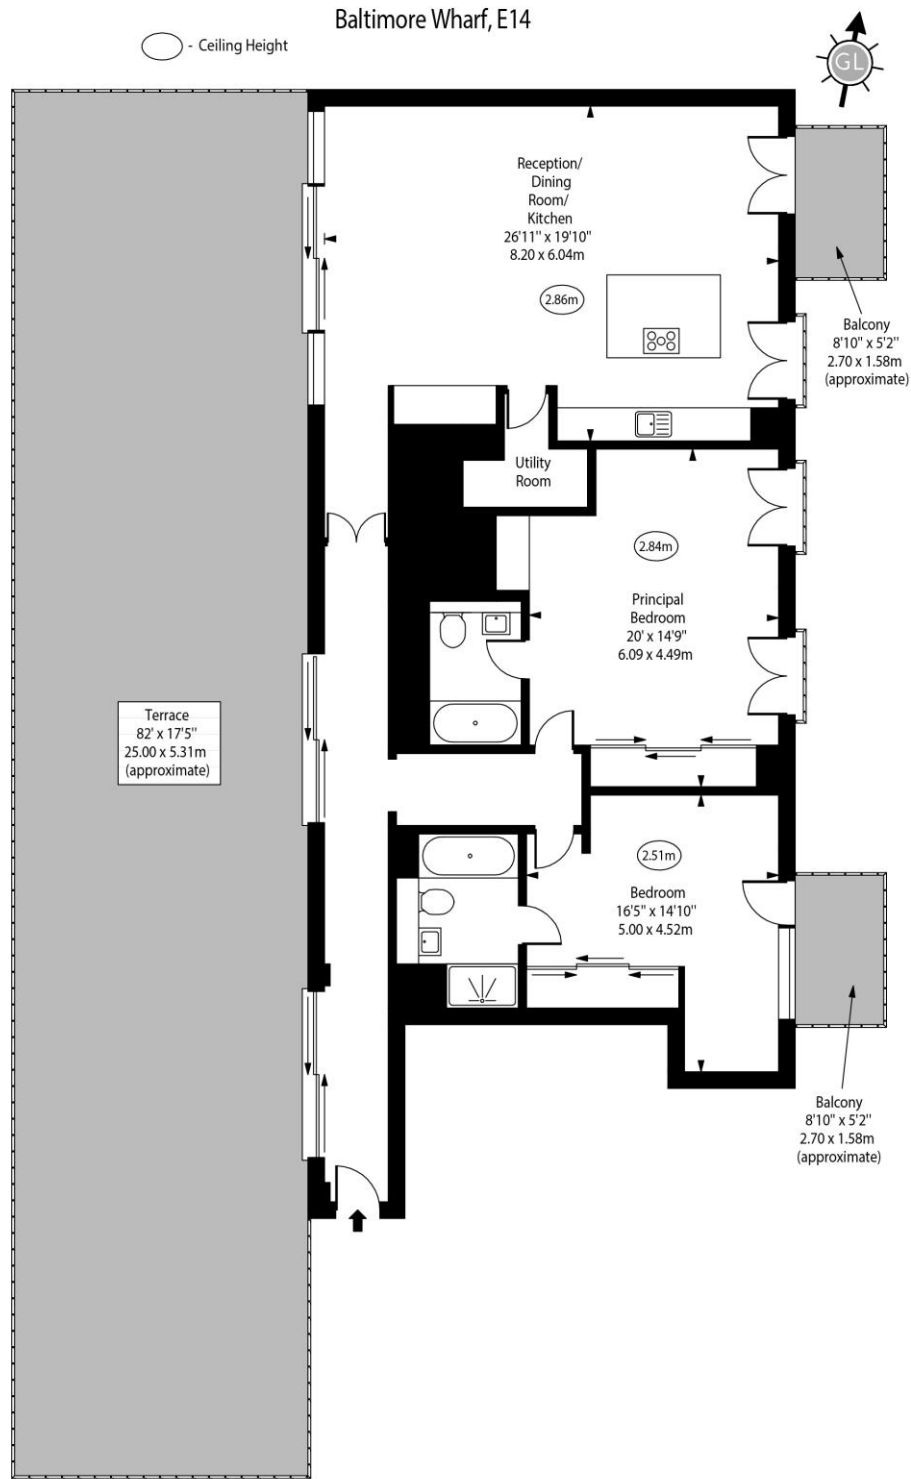 Baltimore Wharf, E14
- Ceiling Height
GL
Reception/
Dining
Room/
Kitchen
26'11" x 19'10"
8.20 x 6.04m
2.86m
Balcony
8'10" x 5'2"
2.70 x 1.58m
(approximate)
Utility
Room
2.84m
Principal
Bedroom
20' x 14'9"
6.09 x 4.49m
Terrace
82' x 17'5"
25.00 x 5.31m
(approximate)
2.51m
Bedroom
16'5" x 14'10"
5.00 x 4.52m
Balcony
8'10" x 5'2"
2.70 x 1.58m
(approximate)